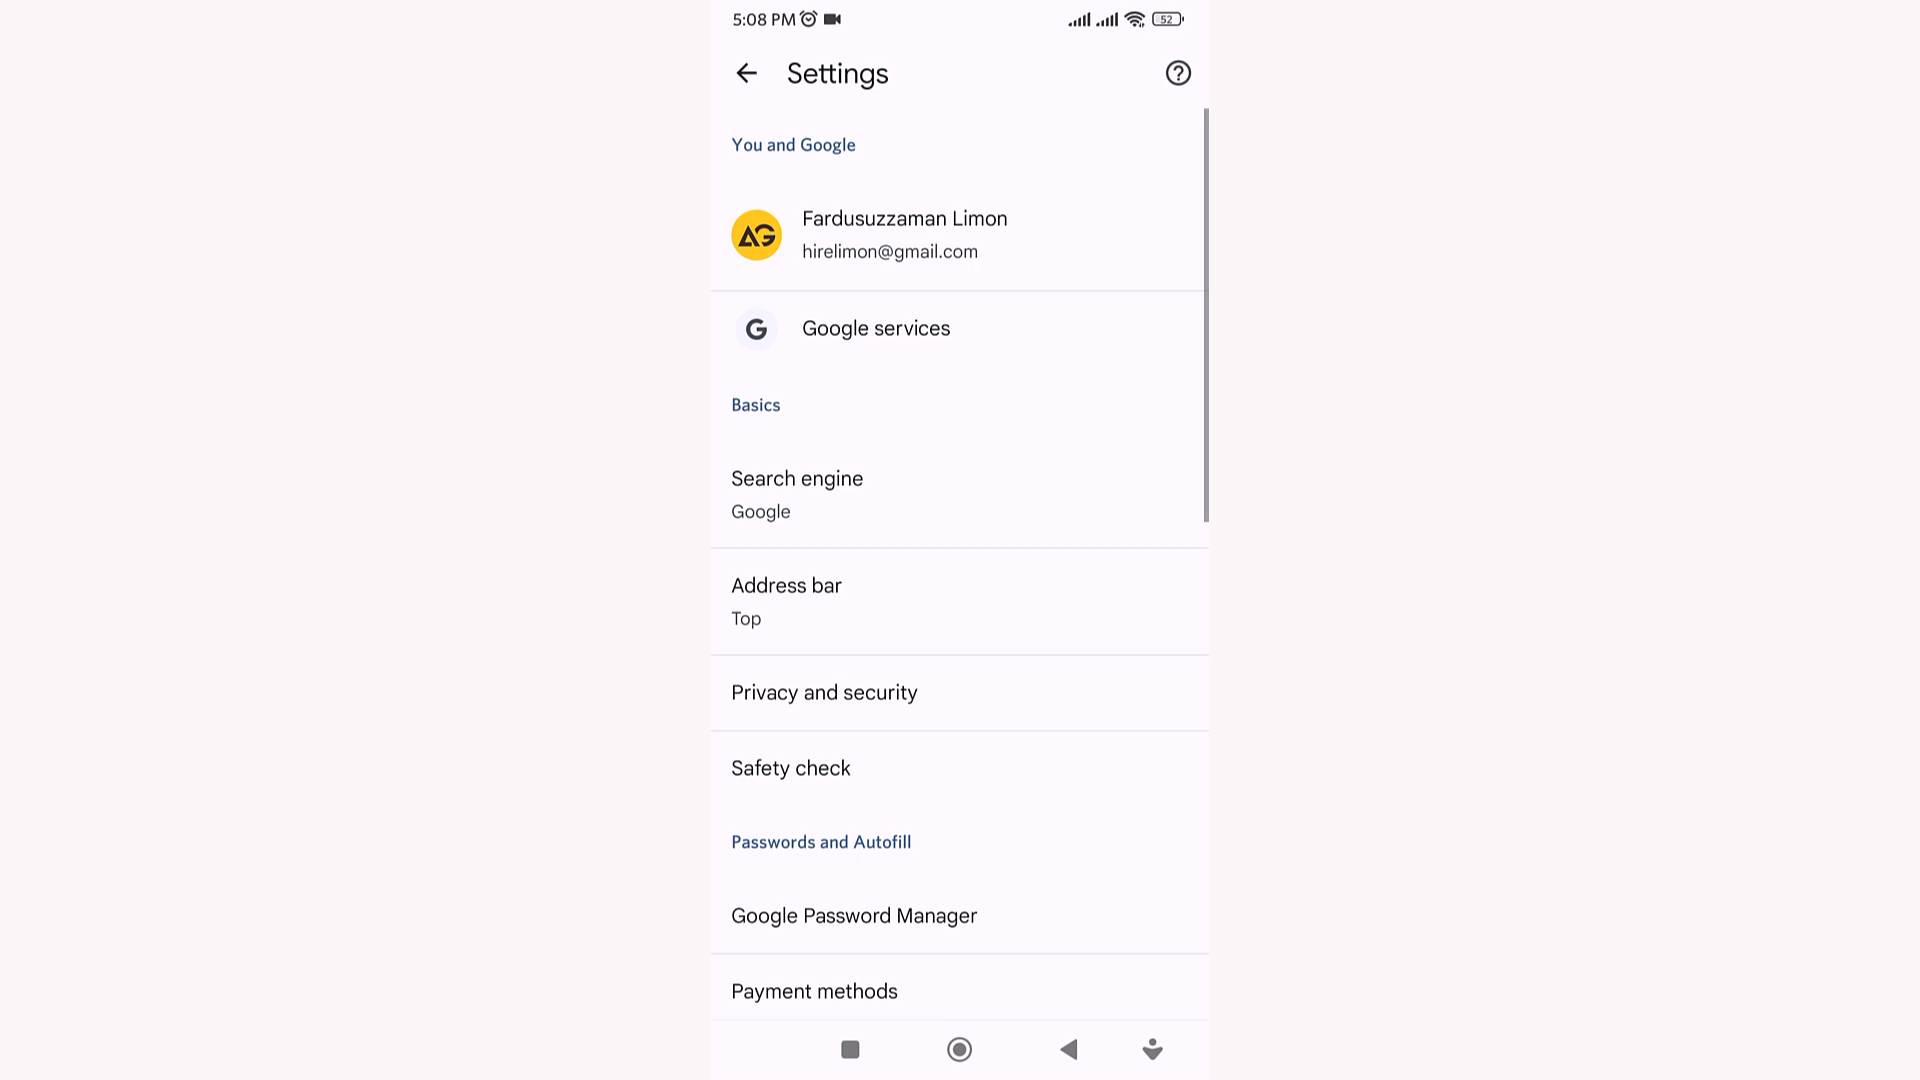 5:08 PM
52
Settings
You and Google
AG
Fardusuzzaman Limon
hirelimon@gmail.com
G
Google services
Basics
Search engine
Google
Address bar
Top
Privacy and security
Safety check
Passwords and Autofill
Google Password Manager
Payment methods